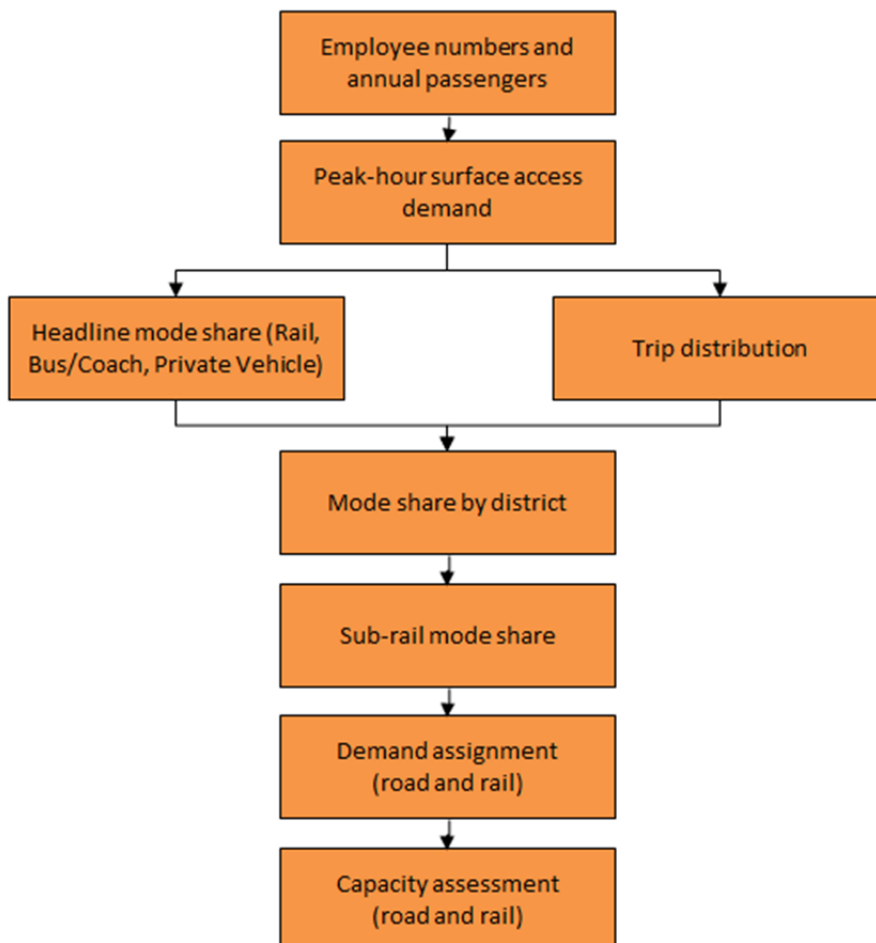 Employee numbers and
annual passengers
Peak-hour surface access
demand
Headline mode share (Rail,
Bus/Coach, Private Vehicle)
Trip distribution
Mode share by district
Sub-rail mode share
Demand assignment
(road and rail)
Capacity assessment
(road and rail)